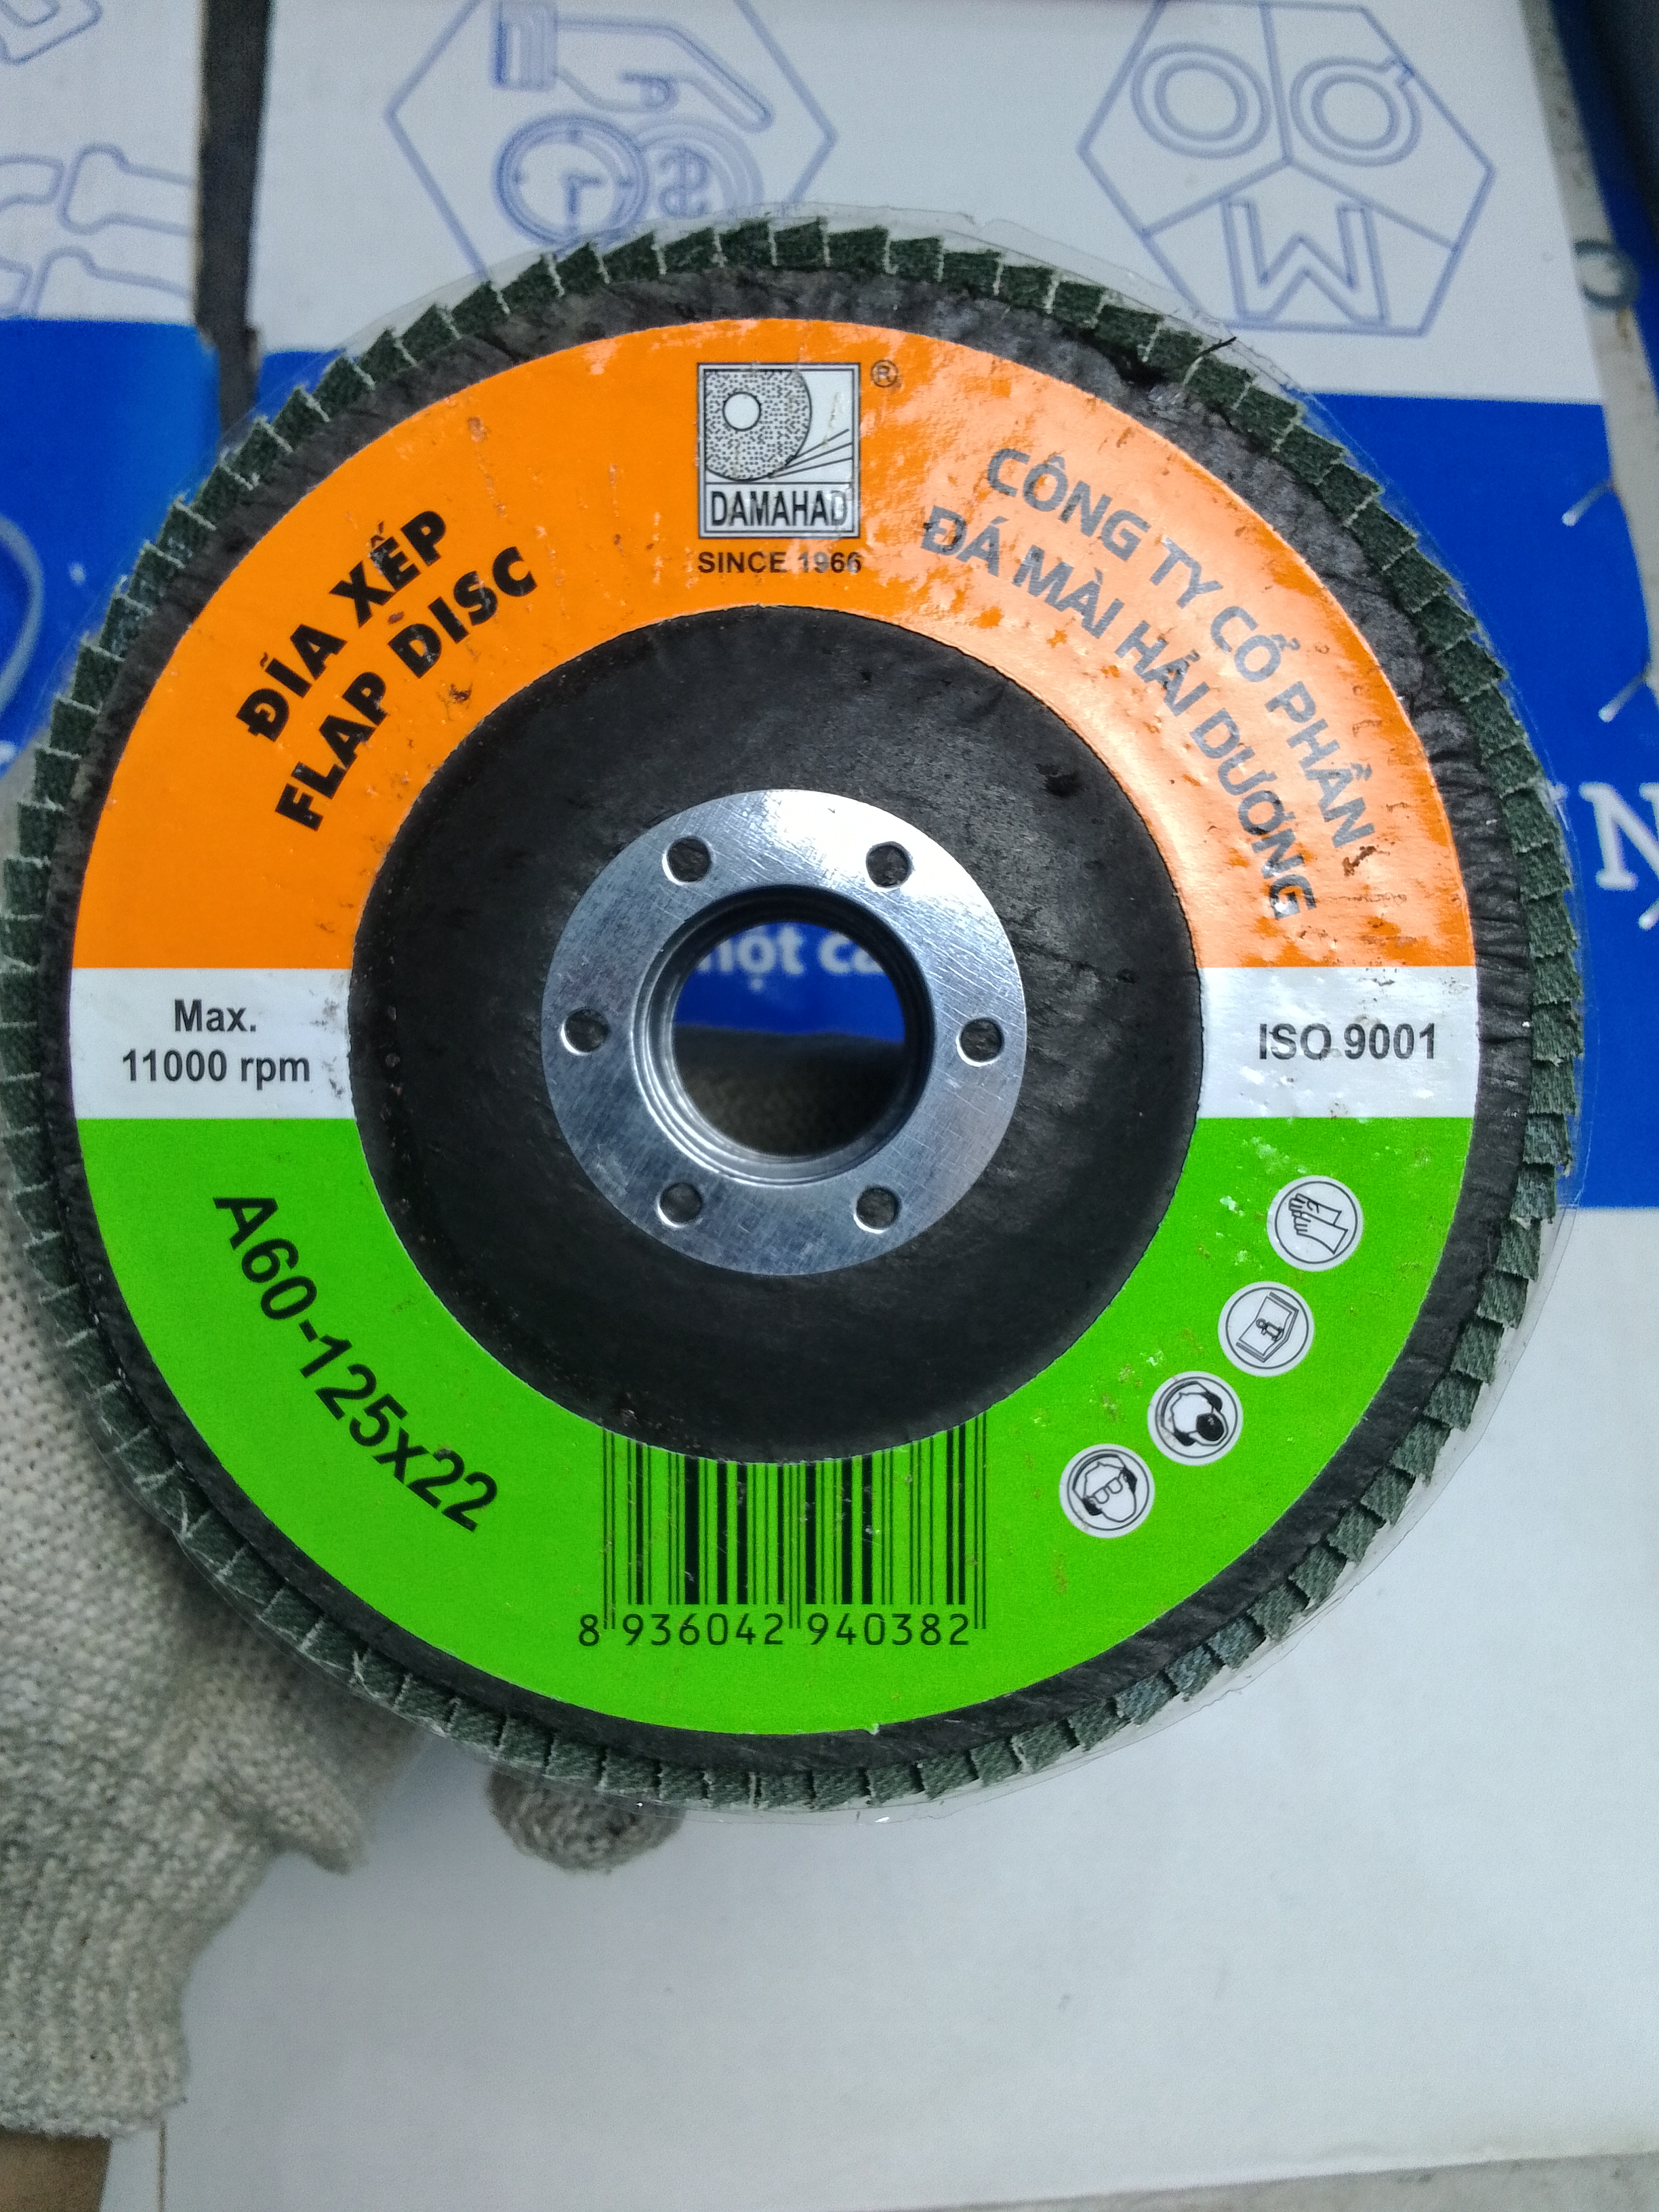 DAMAHAD
®
SINCE 1966
ĐĨA XẾP
FLAP DISC
CÔNG TY CỔ PHẦN
ĐÁ MÀI HẢI DƯƠNG
Max.
11000 rpm
ISO 9001
A60-125x22
8 936042 940382